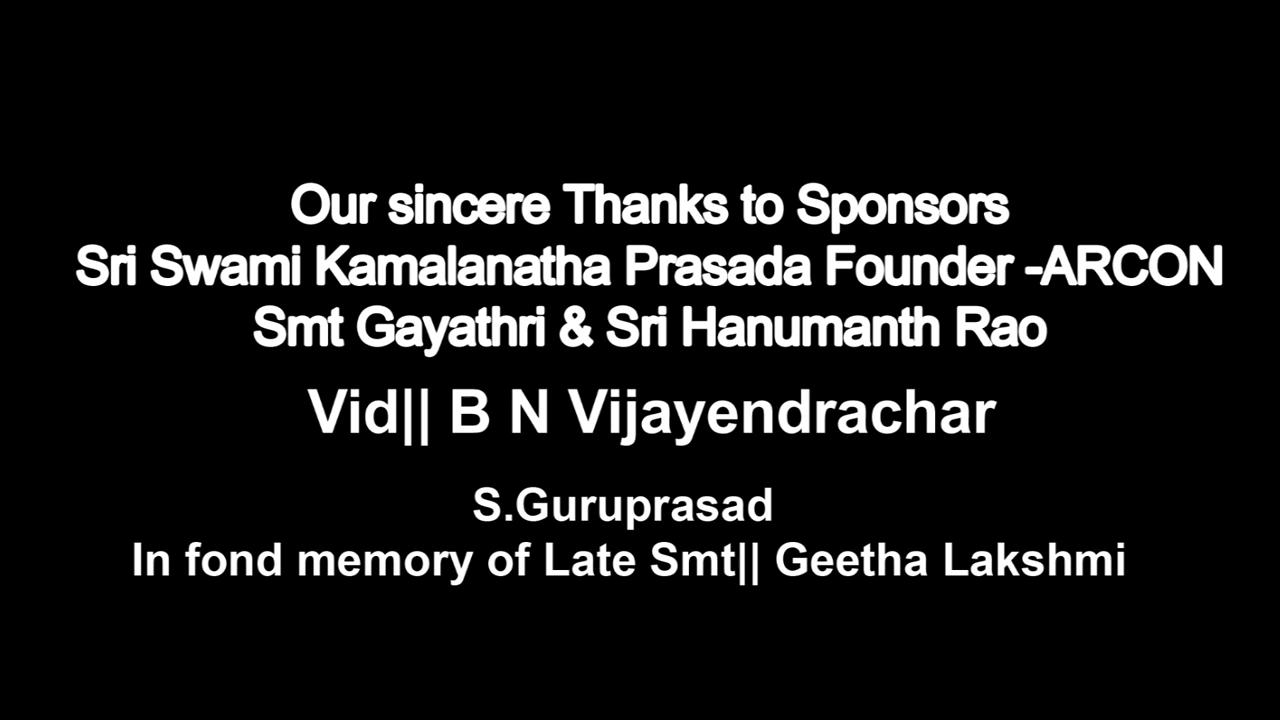 Our sincere Thanks to Sponsors
Sri Swami Kamalanatha Prasada Founder -ARCON
Smt Gayathri & Sri Hanumanth Rao
Vid|| B N Vijayendrachar
S.Guruprasad
In fond memory of Late Smt|| Geetha Lakshmi